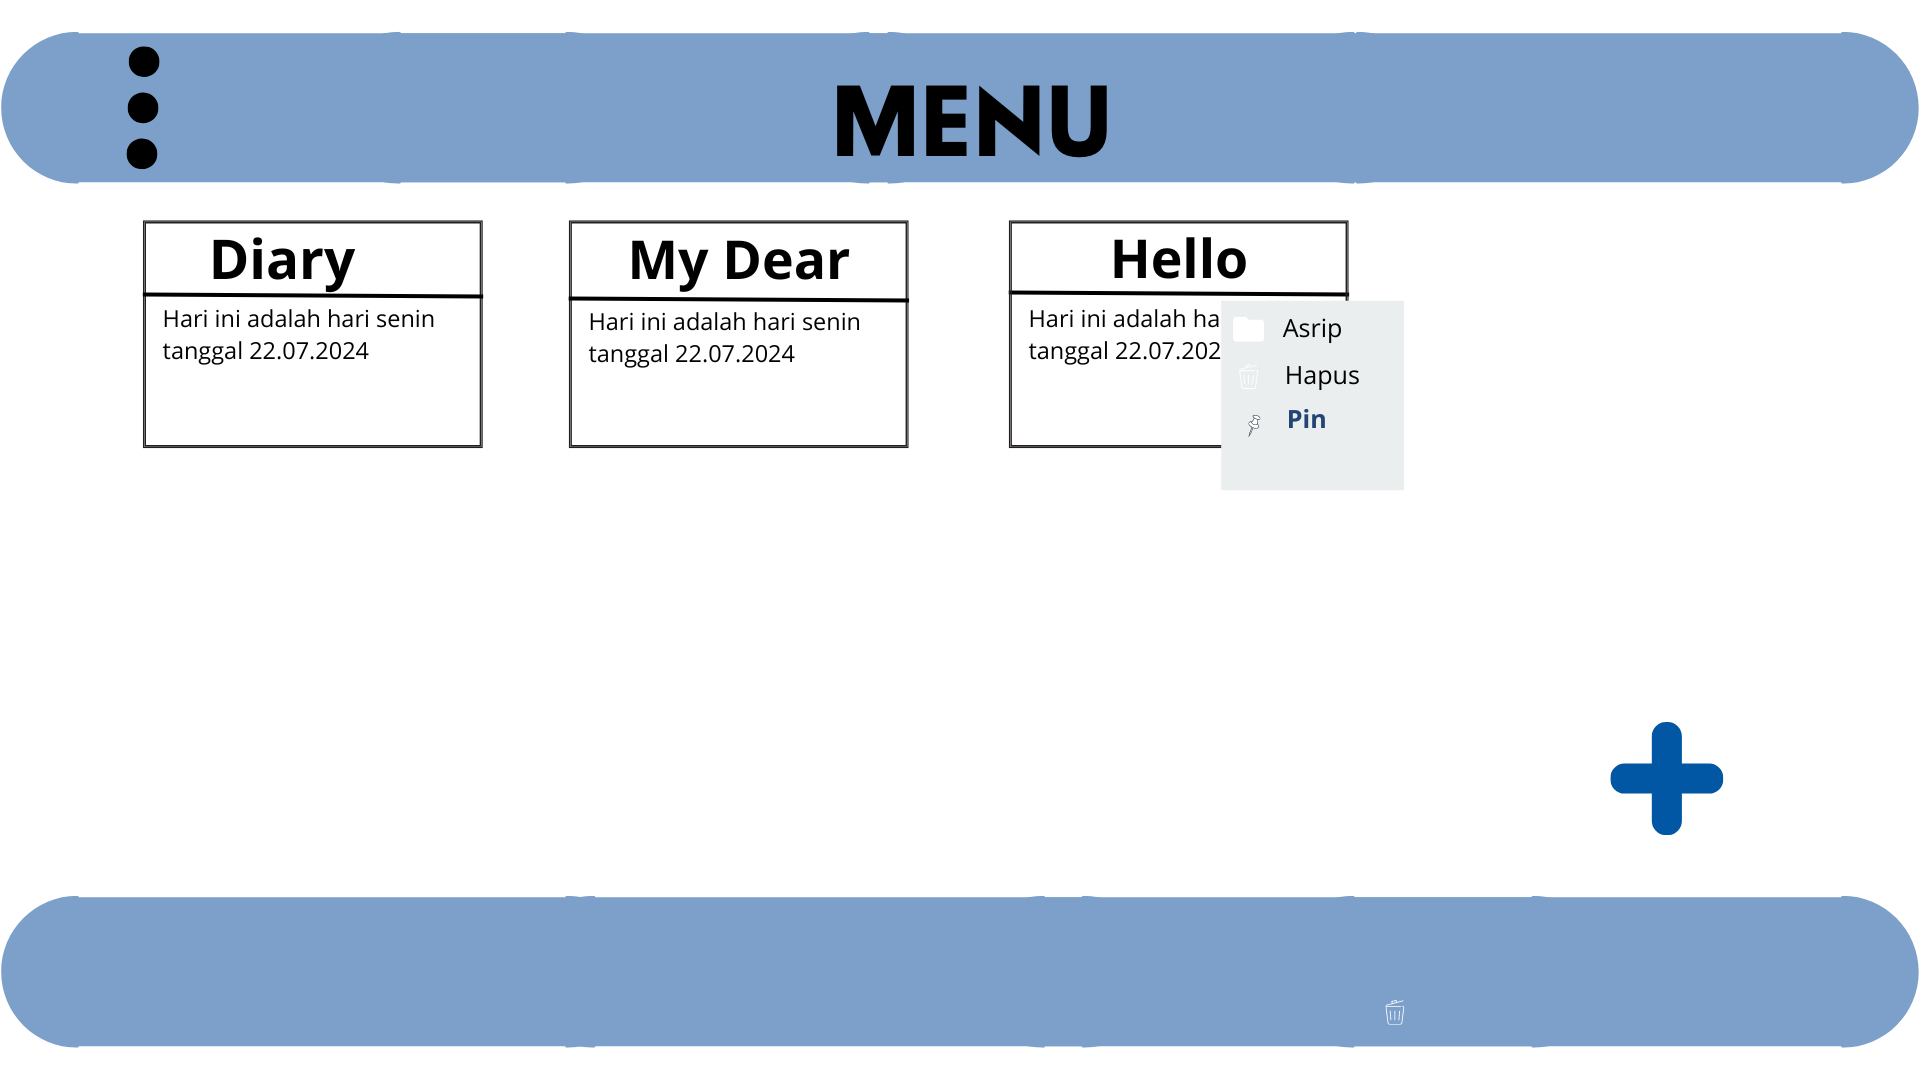 MENU
Diary
Hari ini adalah hari senin
tanggal 22.07.2024
My Dear
Hari ini adalah hari senin
tanggal 22.07.2024
Hello
Hari ini adalah ha
tanggal 22.07.202
Asrip
Hapus
Pin